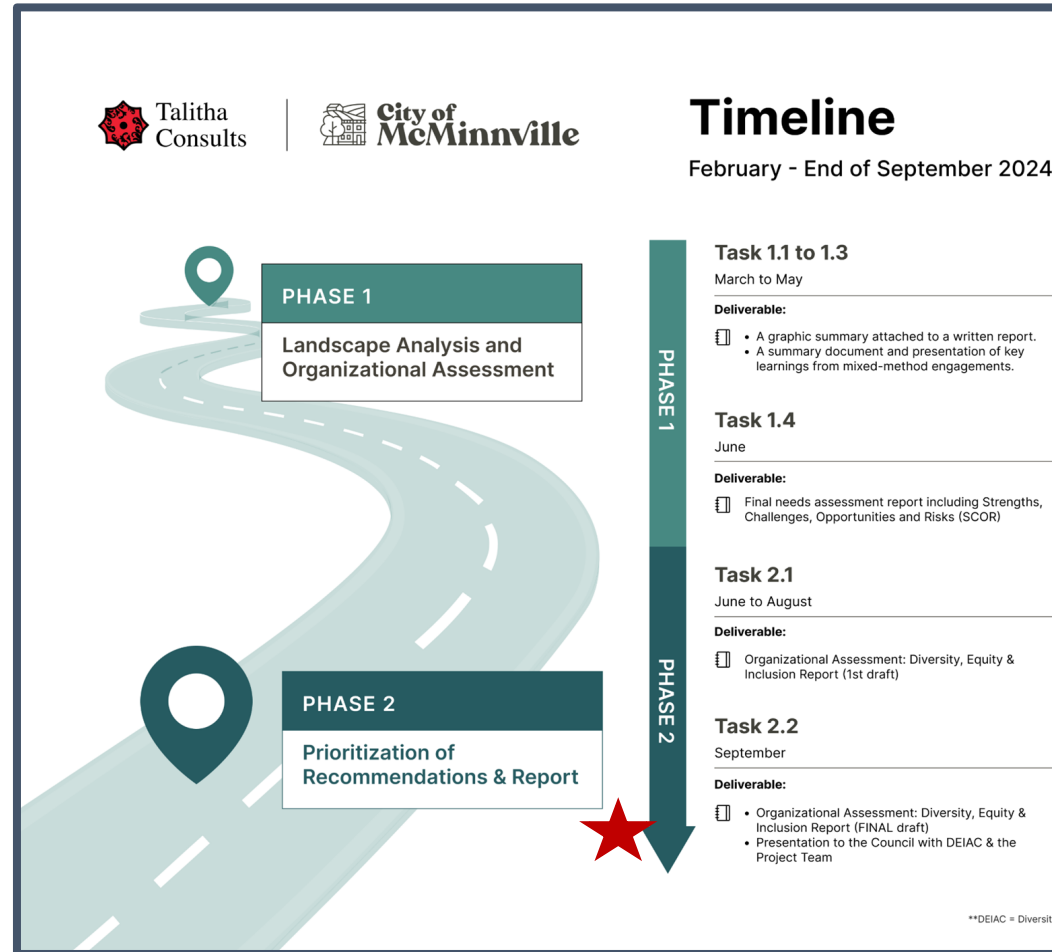 Talitha
Consults
City of
McMinnville
Timeline
February - End of September 2024
PHASE 1
Landscape Analysis and
Organizational Assessment
PHASE 2
Prioritization of
Recommendations & Report
PHASE 1
PHASE 2
Task 1.1 to 1.3
March to May
Deliverable:
• A graphic summary attached to a written report.
• A summary document and presentation of key
learnings from mixed-method engagements.
Task 1.4
June
Deliverable:
Final needs assessment report including Strengths,
Challenges, Opportunities and Risks (SCOR)
Task 2.1
June to August
Deliverable:
Organizational Assessment: Diversity, Equity &
Inclusion Report (1st draft)
Task 2.2
September
Deliverable:
• Organizational Assessment: Diversity, Equity &
Inclusion Report (FINAL draft)
• Presentation to the Council with DEIAC & the
Project Team
**DEIAC = Diversit